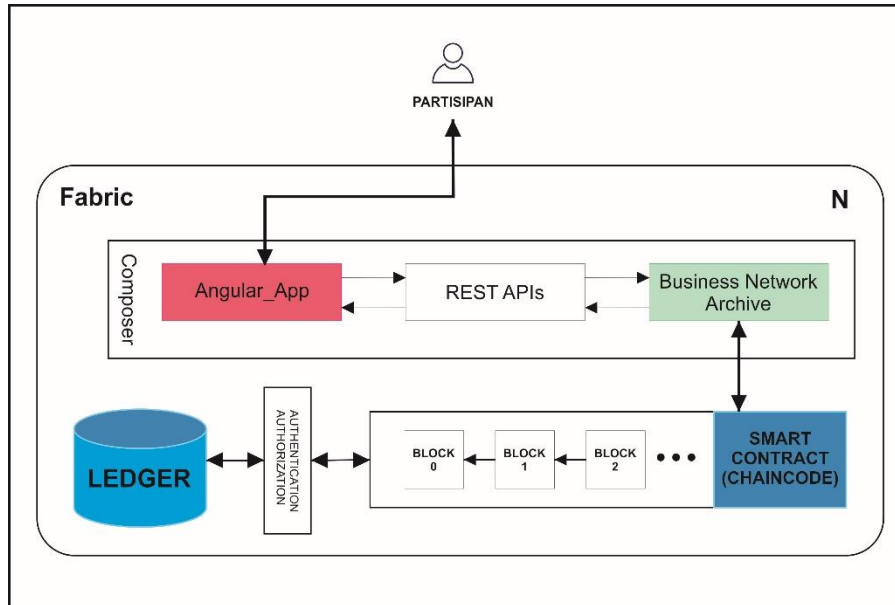 PARTISIPAN
Fabric
N
Composer
Angular_App
REST APIs
Business Network
Archive
LEDGER
AUTHENTICATION
AUTHORIZATION
BLOCK
0
BLOCK
1
BLOCK
2
•••
SMART
CONTRACT
(CHAINCODE)